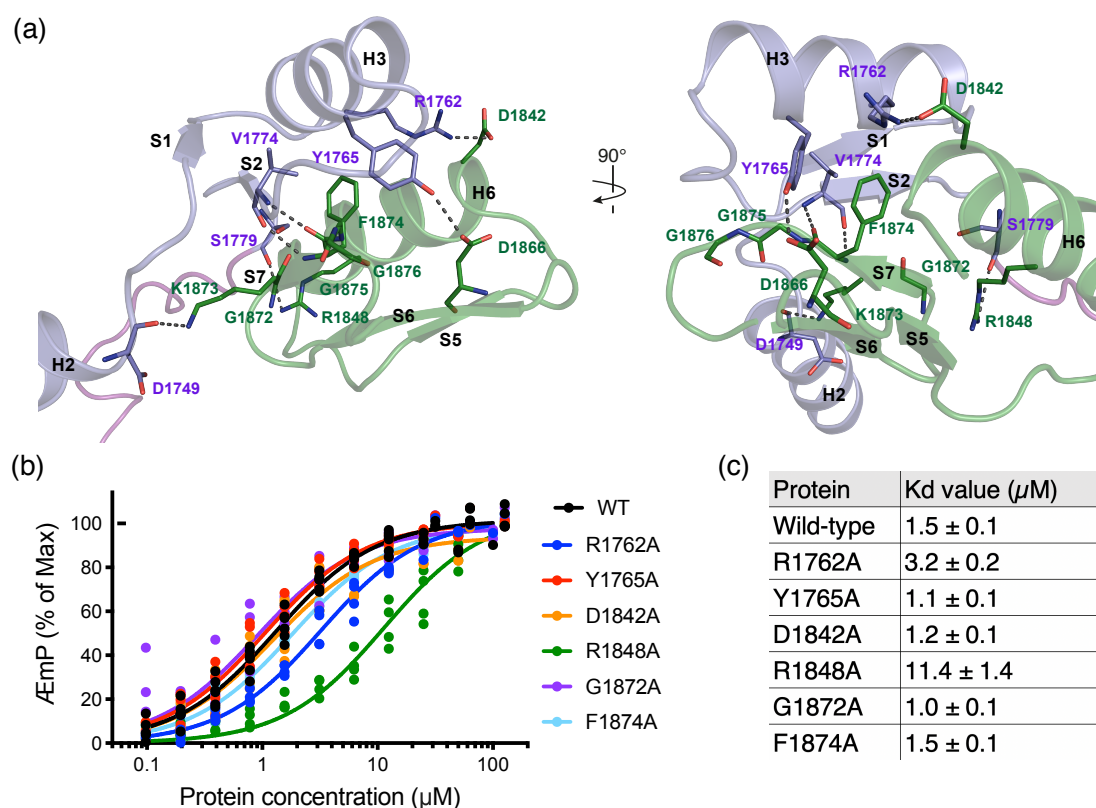 (a)
H3
R1762
D1842
S1
V1774
S2
Y1765
H6
F1874
S1779
D1866
S7
G1876
K1873
G1875
G1872
R1848
S6
S5
H2
D1749
90°
H3
R1762
D1842
S1
Y1765
V1774
S2
G1875
F1874
S1779
G1876
H6
S7
G1872
D1866
K1873
R1848
S6
S5
D1749
H2
(b)
ÆmP (% of Max)
100
80
60
40
20
0
0.1
1
10
100
Protein concentration (µM)
WT
R1762A
Y1765A
D1842A
R1848A
G1872A
F1874A
(c)
Protein Kd value (µM)
Wild-type 1.5 ± 0.1
R1762A 3.2 ± 0.2
Y1765A 1.1 ± 0.1
D1842A 1.2 ± 0.1
R1848A 11.4 ± 1.4
G1872A 1.0 ± 0.1
F1874A 1.5 ± 0.1